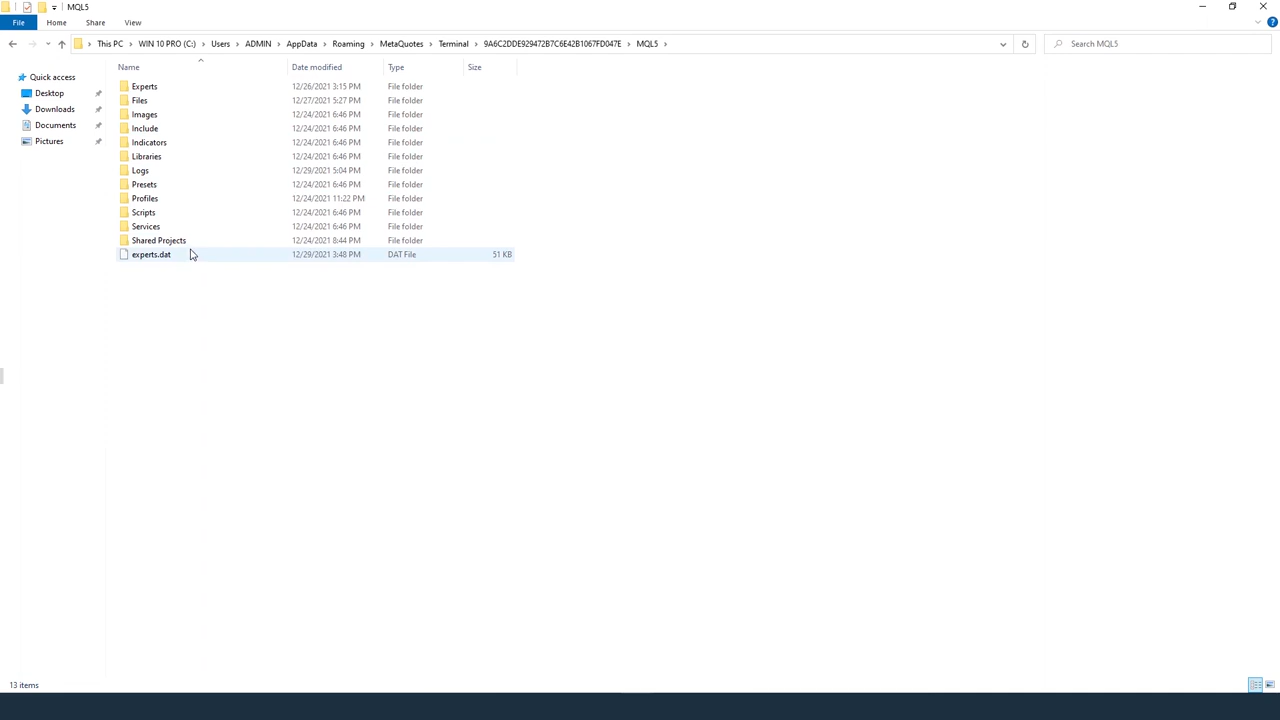 MQL5
File Home Share View
This PC WIN 10 PRO (C:) Users ADMIN AppData Roaming MetaQuotes Terminal 9A6C2DDE929472B7C6E42B1067FD047E MQL5 Search MQL5
Name Date modified Type Size
Quick access
Desktop
Downloads
Documents
Pictures
Experts 12/26/2021 3:15 PM File folder
Files 12/27/2021 5:27 PM File folder
Images 12/24/2021 6:46 PM File folder
Include 12/24/2021 6:46 PM File folder
Indicators 12/24/2021 6:46 PM File folder
Libraries 12/24/2021 6:46 PM File folder
Logs 12/29/2021 5:04 PM File folder
Presets 12/24/2021 6:46 PM File folder
Profiles 12/24/2021 11:22 PM File folder
Scripts 12/24/2021 6:46 PM File folder
Services 12/24/2021 6:46 PM File folder
Shared Projects 12/24/2021 8:44 PM File folder
experts.dat 12/29/2021 3:48 PM DAT File 51 KB
13 items